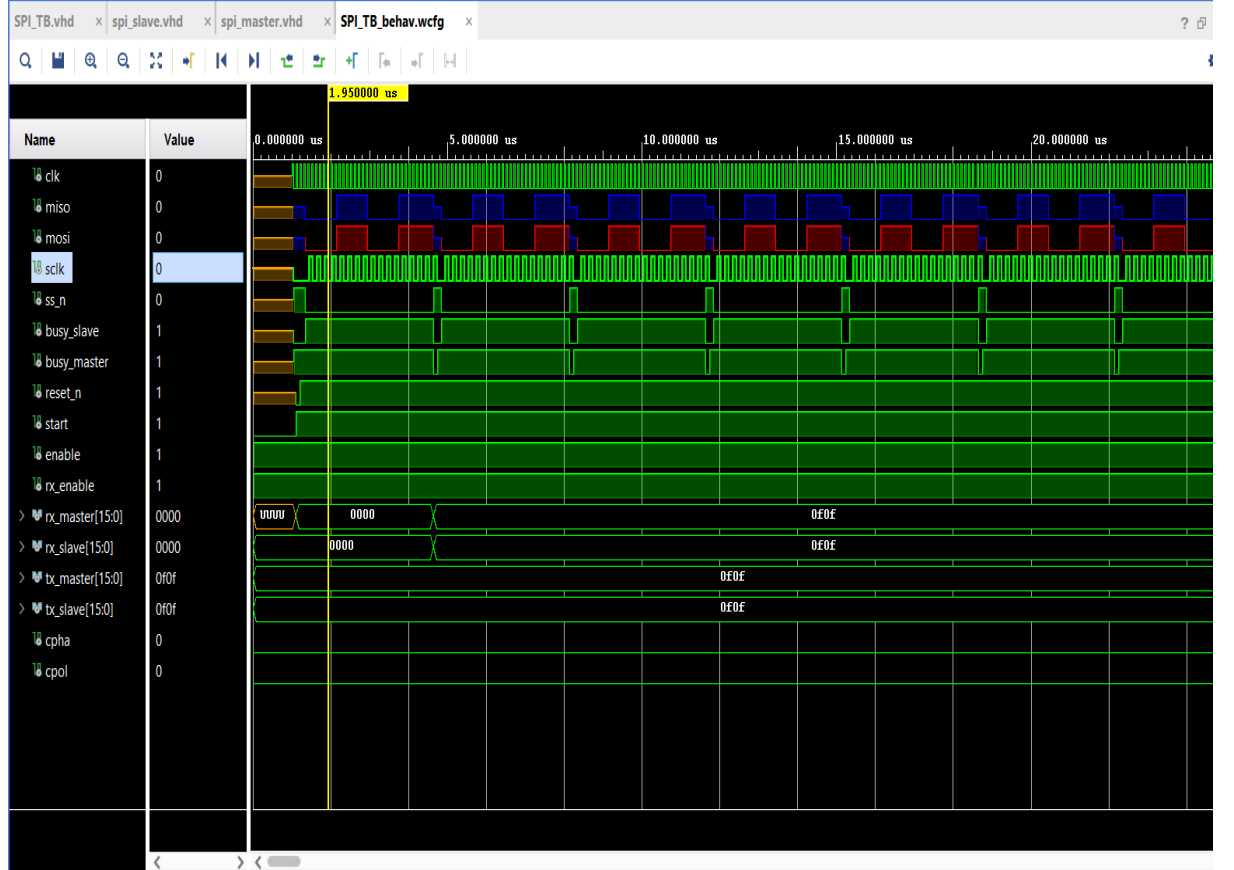 SPI_TB.vhd × spi_slave.vhd × spi_master.vhd × SPI_TB_behav.wcfg × ?
1.950000 us
Name Value 0.000000 us 5.000000 us 10.000000 us 15.000000 us 20.000000 us
clk 0
miso 0
mosi 0
sclk 0
ss_n 0
busy_slave 1
busy_master 1
reset_n 1
start 1
enable 1
rx_enable 1
rx_master[15:0] 0000 UUUU 0000 0f0f
rx_slave[15:0] 0000 0000 0f0f
tx_master[15:0] 0f0f 0f0f
tx_slave[15:0] 0f0f 0f0f
cpha 0
cpol 0